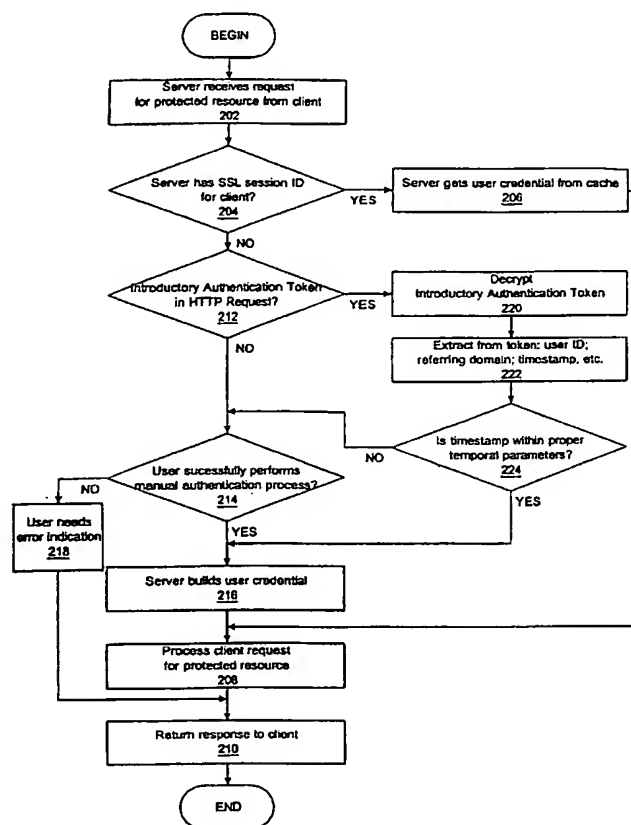 BEGIN
Server receives request
for protected resource from client
202
Server has SSL session ID
for client?
204
YES
Server gets user credential from cache
206
NO
Introductory Authentication Token
in HTTP Request?
212
YES
Decrypt
Introductory Authentication Token
220
NO
Extract from token: user ID;
referring domain; timestamp, etc.
222
Is timestamp within proper
temporal parameters?
224
NO
YES
User sucessfully performs
manual authentication process?
214
NO
YES
User needs
error indication
218
Server builds user credential
216
Process client request
for protected resource
208
Return response to client
210
END